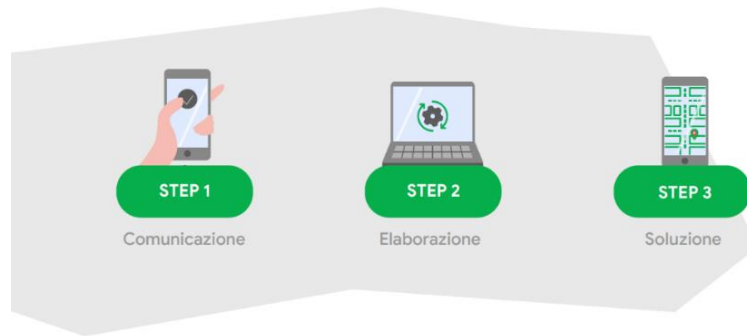 STEP 1
Comunicazione
STEP 2
Elaborazione
STEP 3
Soluzione